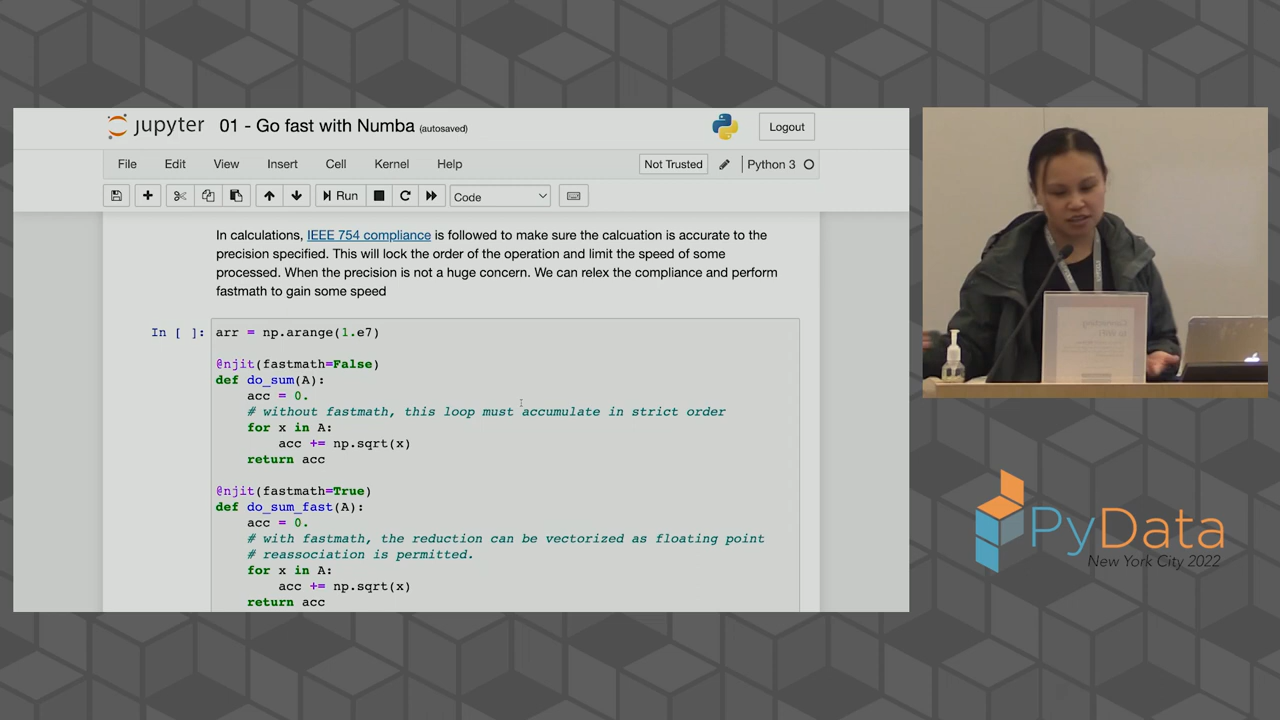 jupyter 01 - Go fast with Numba (autosaved) Logout
File Edit View Insert Cell Kernel Help Not Trusted Python 3
Run Code
In calculations, IEEE 754 compliance is followed to make sure the calcuation is accurate to the
precision specified. This will lock the order of the operation and limit the speed of some
processed. When the precision is not a huge concern. We can relex the compliance and perform
fastmath to gain some speed
In [ ]: arr = np.arange(1.e7)
@njit(fastmath=False)
def do_sum(A):
acc = 0.
# without fastmath, this loop must accumulate in strict order
for x in A:
acc += np.sqrt(x)
return acc
@njit(fastmath=True)
def do_sum_fast(A):
acc = 0.
# with fastmath, the reduction can be vectorized as floating point
# reassociation is permitted.
for x in A:
acc += np.sqrt(x)
return acc
PyData
New York City 2022